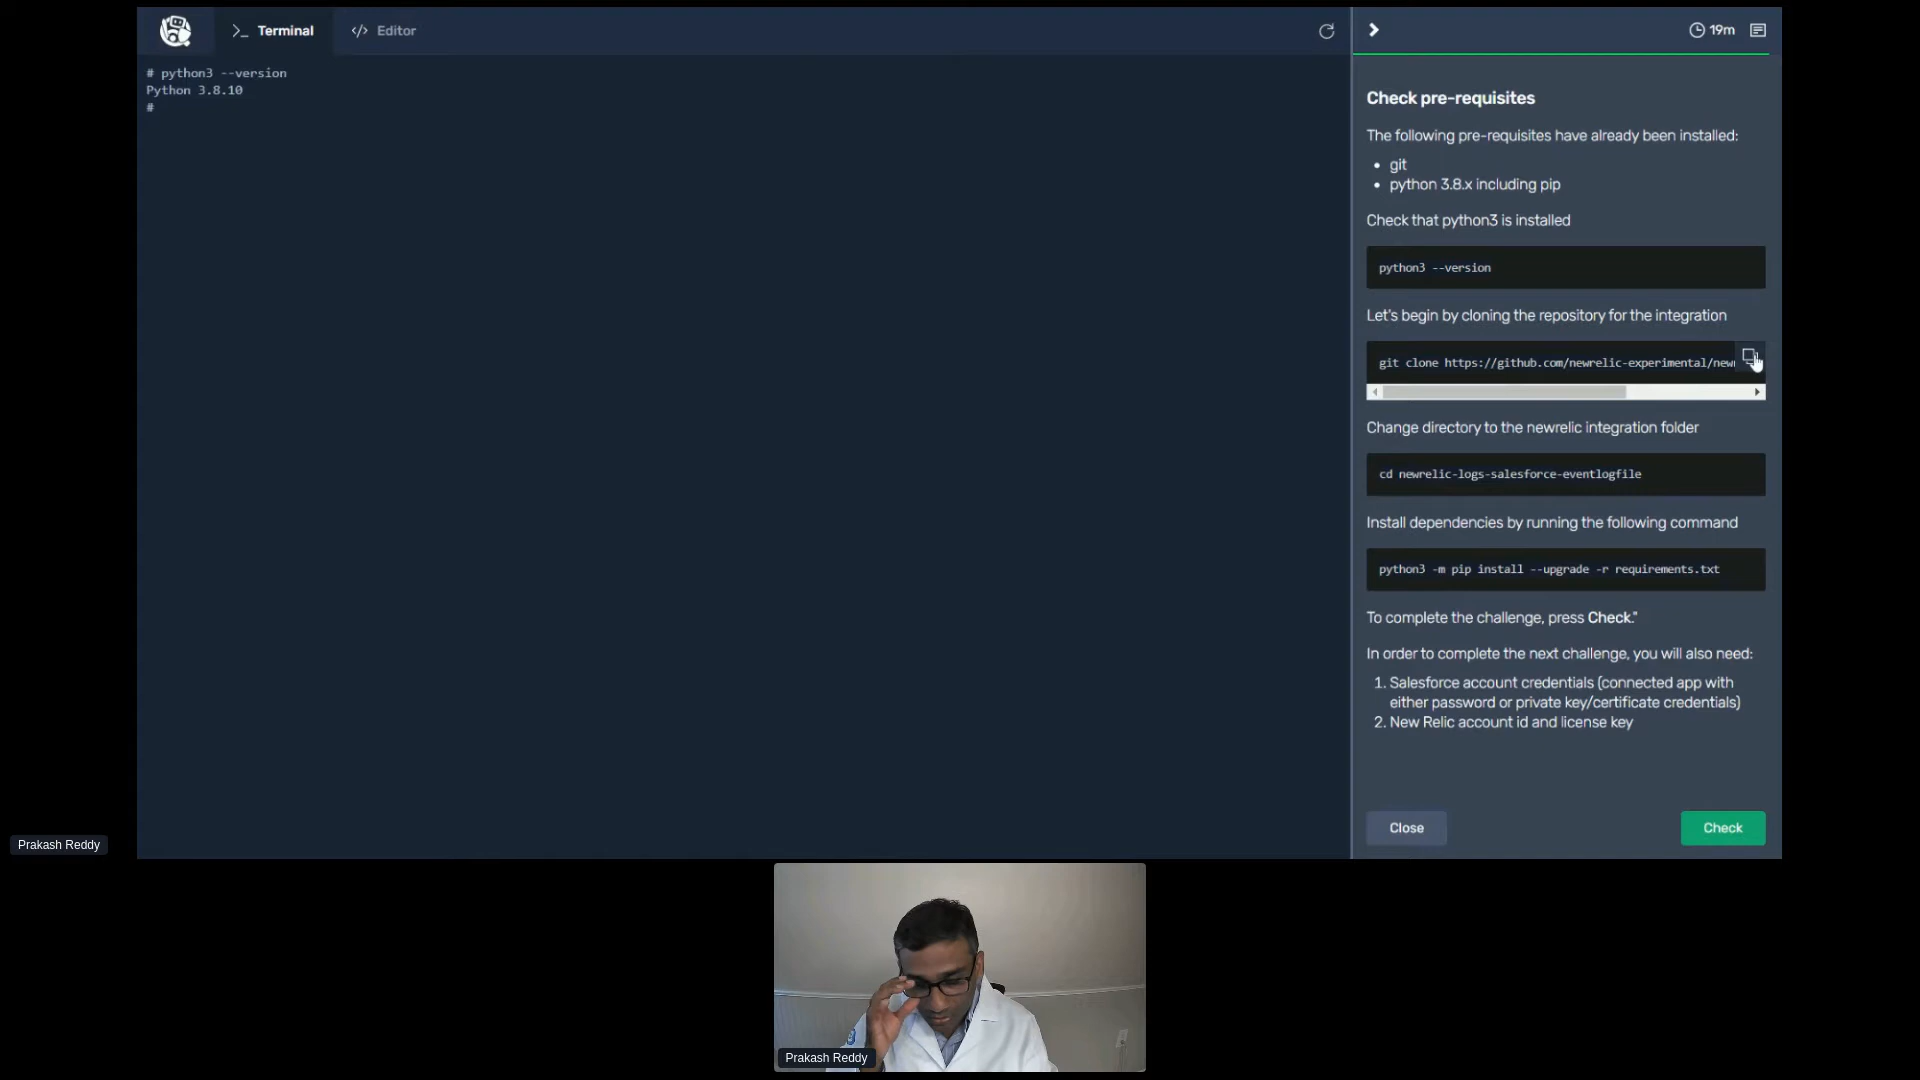 Terminal
</> Editor
19m
# python3 --version
Python 3.8.10
#
Check pre-requisites
The following pre-requisites have already been installed:
• git
• python 3.8.x including pip
Check that python3 is installed
python3 --version
Let's begin by cloning the repository for the integration
git clone https://github.com/newrelic-experimental/new
Change directory to the newrelic integration folder
cd newrelic-logs-salesforce-eventlogfile
Install dependencies by running the following command
python3 -m pip install --upgrade -r requirements.txt
To complete the challenge, press Check."
In order to complete the next challenge, you will also need:
1. Salesforce account credentials (connected app with
either password or private key/certificate credentials)
2. New Relic account id and license key
Close
Check
Prakash Reddy
Prakash Reddy